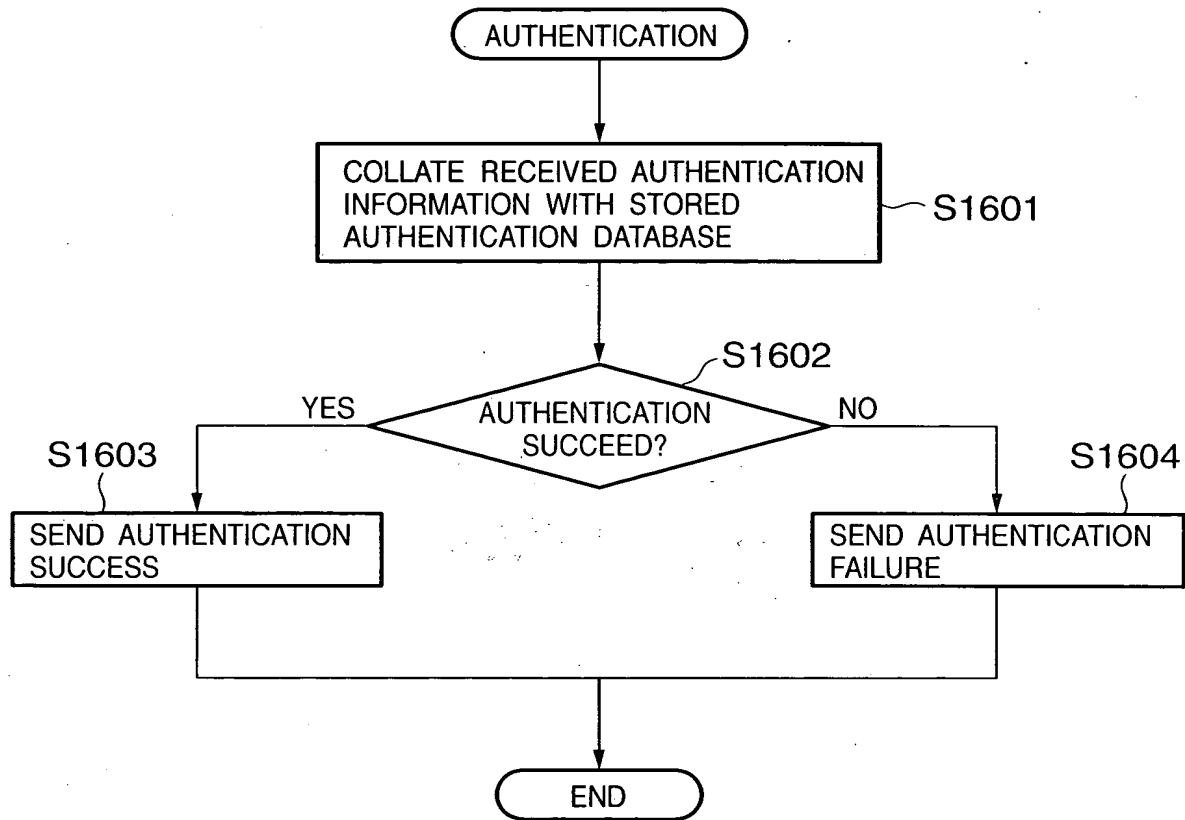 AUTHENTICATION
COLLATE RECEIVED AUTHENTICATION
INFORMATION WITH STORED
AUTHENTICATION DATABASE
S1601
S1602
YES
AUTHENTICATION
SUCCEED?
NO
S1603
S1604
SEND AUTHENTICATION
SUCCESS
SEND AUTHENTICATION
FAILURE
END